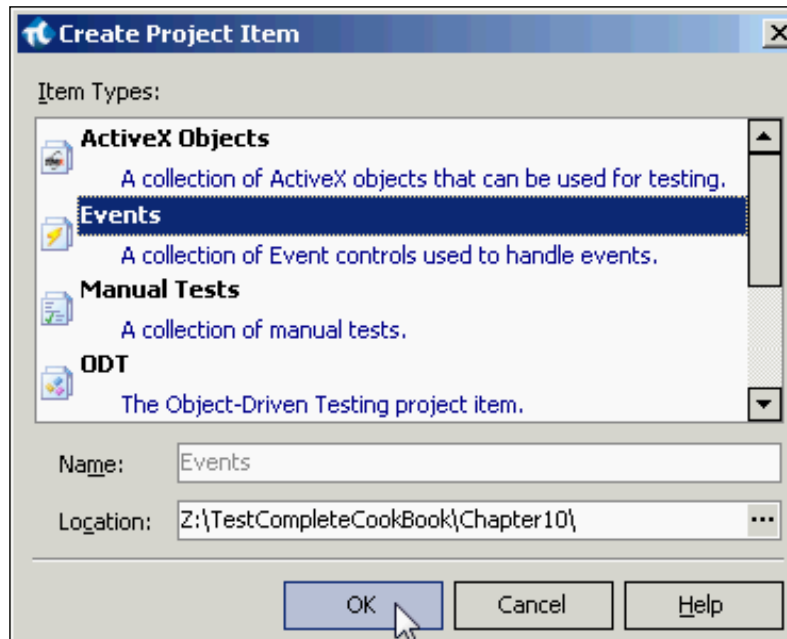 Create Project Item
Item Types:
ActiveX Objects
A collection of ActiveX objects that can be used for testing.
Events
A collection of Event controls used to handle events.
Manual Tests
A collection of manual tests.
ODT
The Object-Driven Testing project item.
Name: Events
Location: Z:\TestCompleteCookBook\Chapter10\ ...
OK Cancel Help